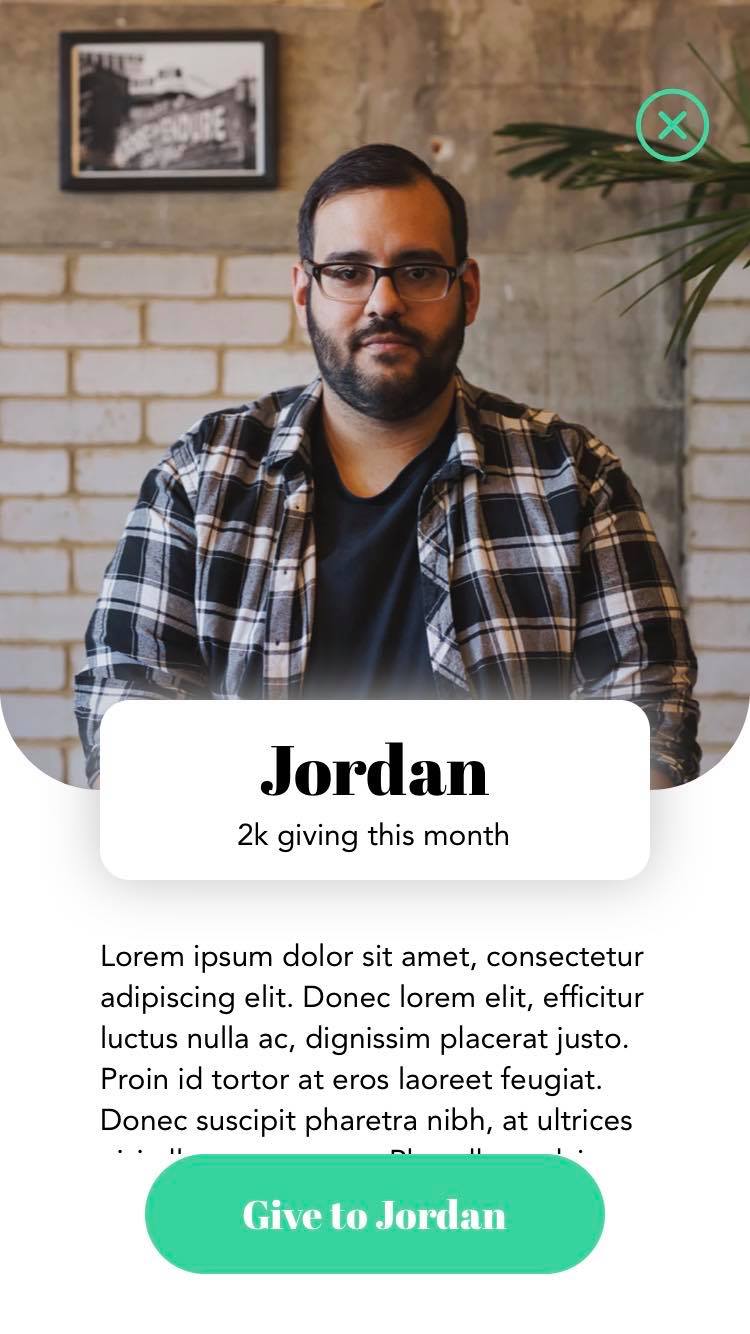 Jordan
2k giving this month
Lorem ipsum dolor sit amet, consectetur
adipiscing elit. Donec lorem elit, efficitur
luctus nulla ac, dignissim placerat justo.
Proin id tortor at eros laoreet feugiat.
Donec suscipit pharetra nibh, at ultrices
Give to Jordan